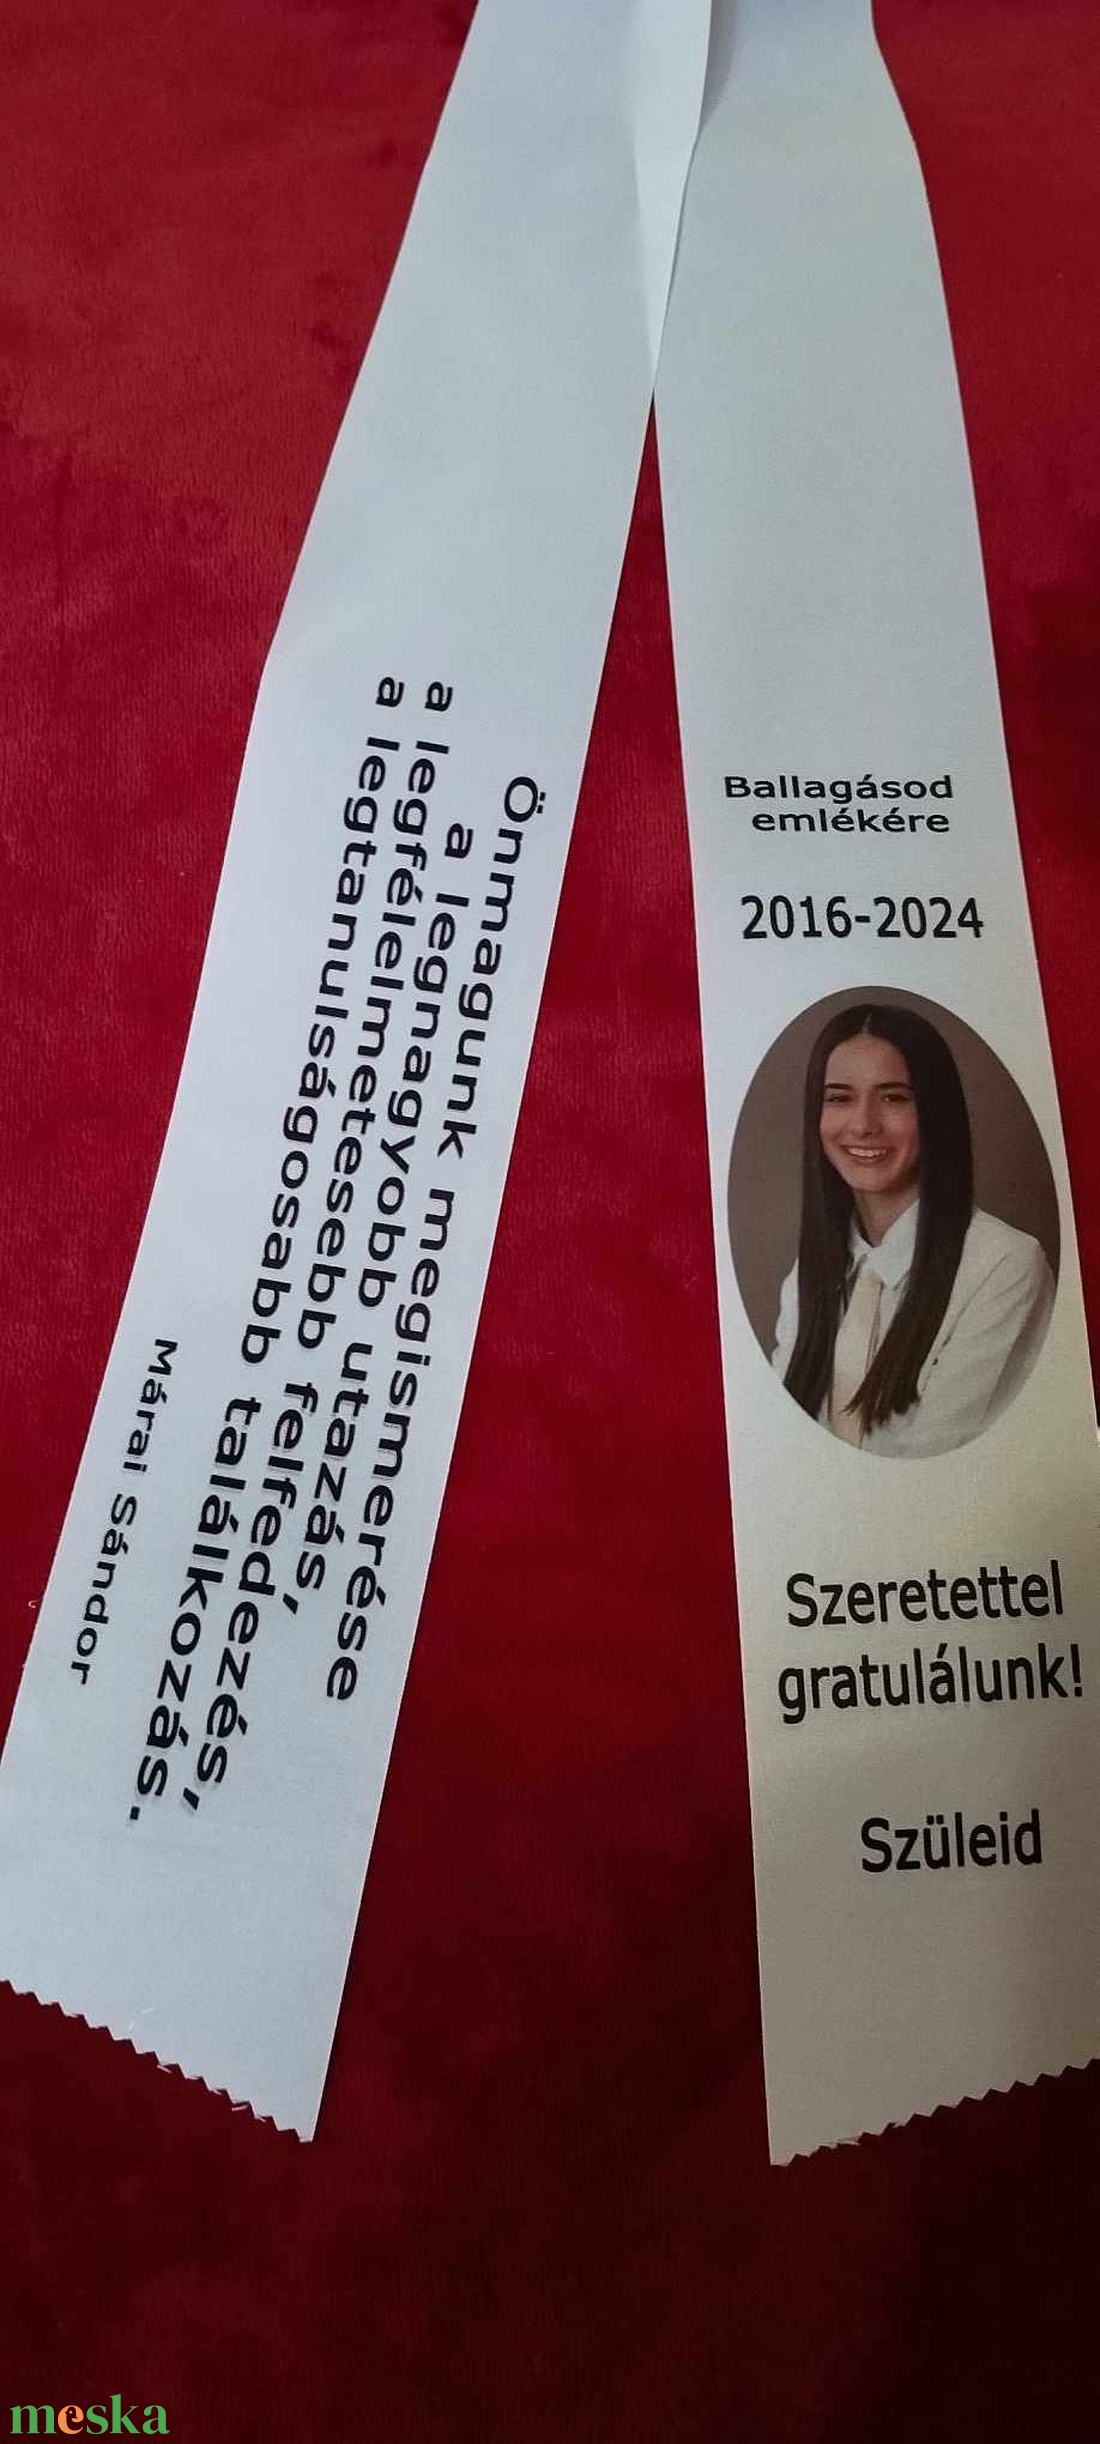 Önmagunk megismerése
a legnagyobb utazás,
a legfélelmetesebb felfedezés,
a legtanulságosabb találkozás.
Márai Sándor
Ballagásod
emlékére
2016-2024
Szeretettel
gratulálunk!
Szüleid
meska